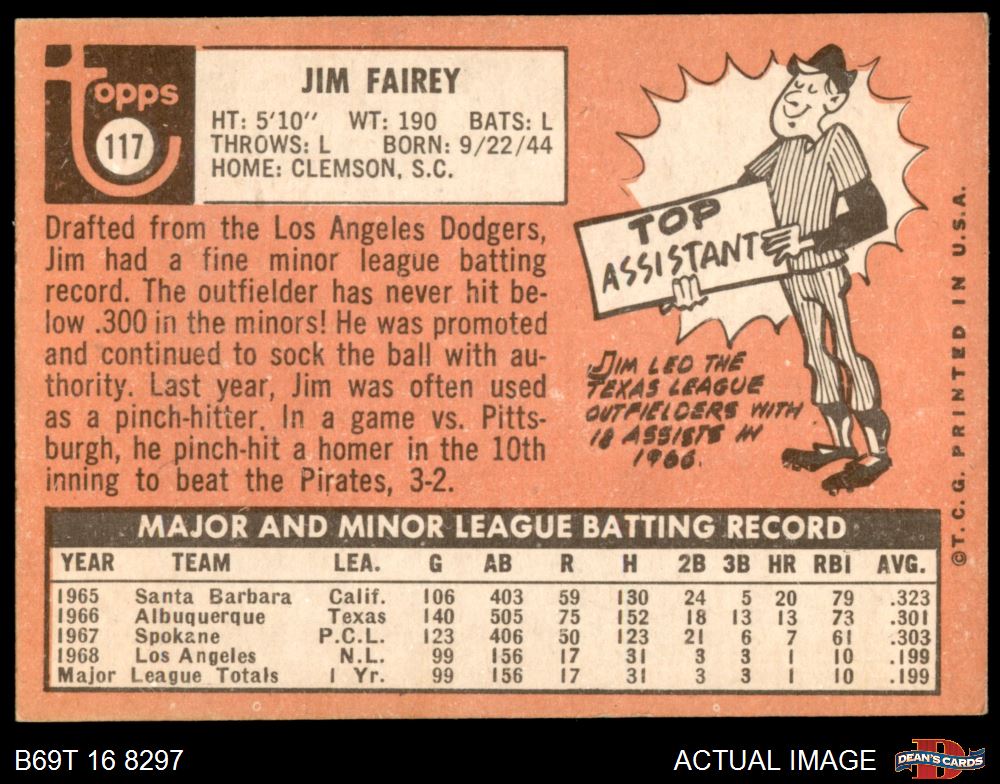 topps
117
JIM FAIREY
HT: 5'10" WT: 190 BATS: L
THROWS: L BORN: 9/22/44
HOME: CLEMSON, S.C.
Drafted from the Los Angeles Dodgers,
Jim had a fine minor league batting
record. The outfielder has never hit be-
low .300 in the minors! He was promoted
and continued to sock the ball with au-
thority. Last year, Jim was often used
as a pinch-hitter. In a game vs. Pitts-
burgh, he pinch-hit a homer in the 10th
inning to beat the Pirates, 3-2.
TOP
ASSISTANT
JIM LED THE
TEXAS LEAGUE
OUTFIELDERS WITH
18 ASSISTS IN
1966.
©T.C.G. PRINTED IN U.S.A.
MAJOR AND MINOR LEAGUE BATTING RECORD
YEAR TEAM LEA. G AB R H 2B 3B HR RBI AVG.
1965 Santa Barbara Calif. 106 403 59 130 24 5 20 79 .323
1966 Albuquerque Texas 140 505 75 152 18 13 13 73 .301
1967 Spokane P.C.L. 123 406 50 123 21 6 7 61 .303
1968 Los Angeles N.L. 99 156 17 31 3 3 1 10 .199
Major League Totals 1 Yr. 99 156 17 31 3 3 1 10 .199
B69T 16 8297
ACTUAL IMAGE
DEAN'S CARDS